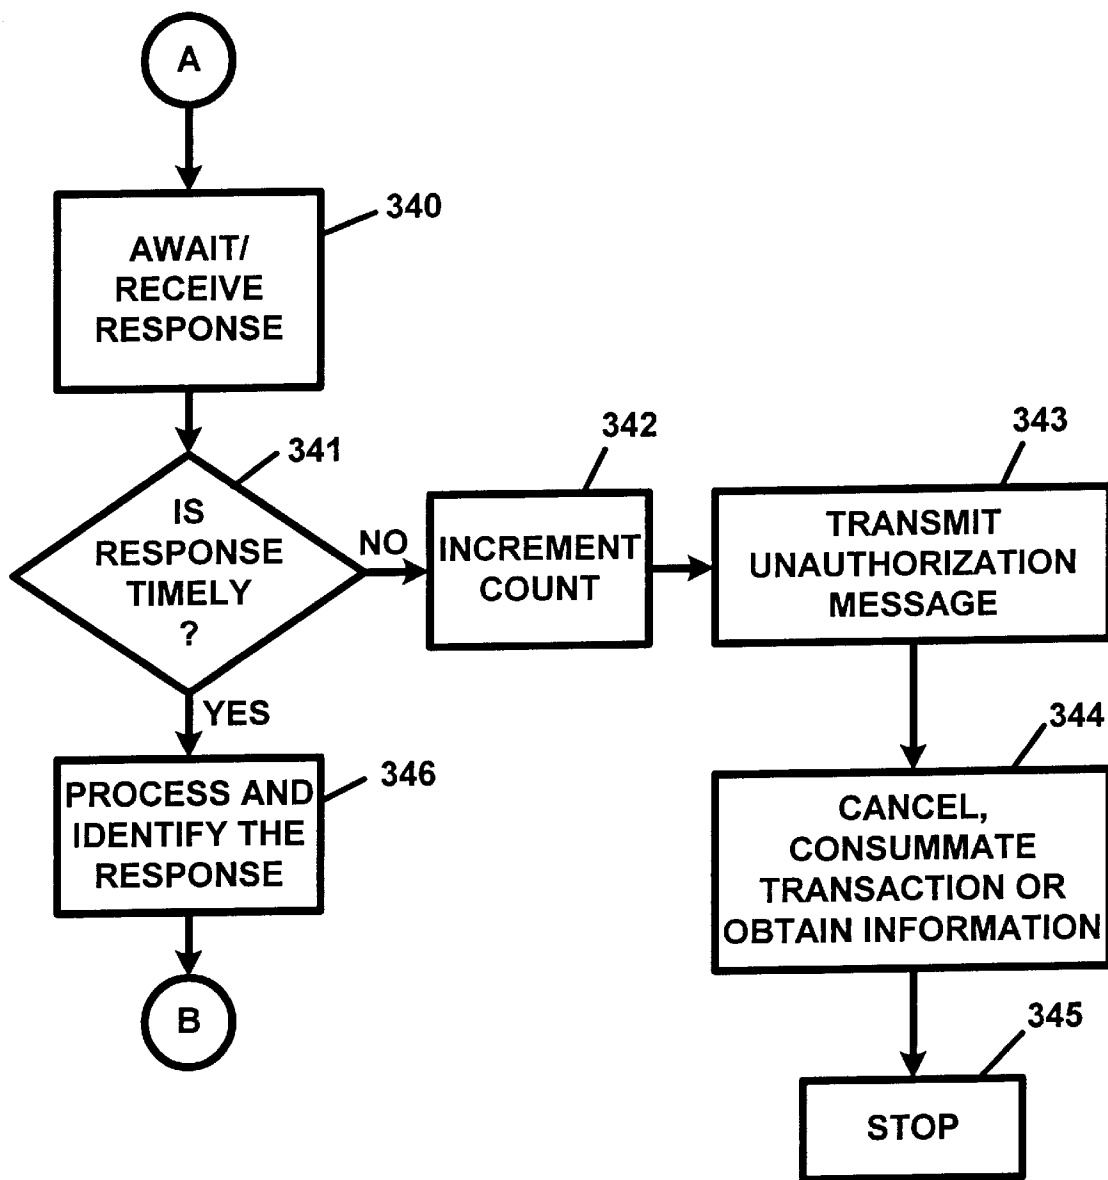 A
340
AWAIT/
RECEIVE
RESPONSE
341
IS
RESPONSE
TIMELY
?
NO
342
INCREMENT
COUNT
343
TRANSMIT
UNAUTHORIZATION
MESSAGE
YES
346
PROCESS AND
IDENTIFY THE
RESPONSE
B
344
CANCEL,
CONSUMMATE
TRANSACTION OR
OBTAIN INFORMATION
345
STOP